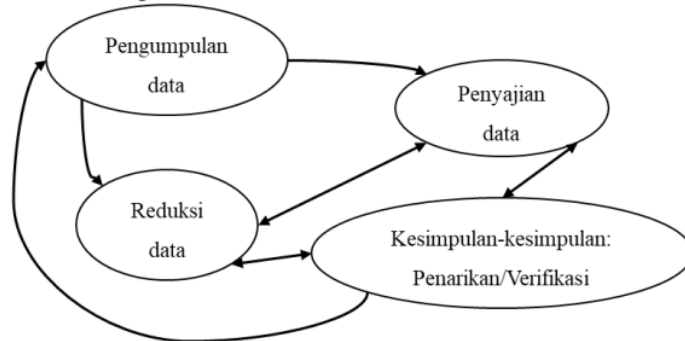 Pengumpulan
data
Penyajian
data
Reduksi
data
Kesimpulan-kesimpulan:
Penarikan/Verifikasi